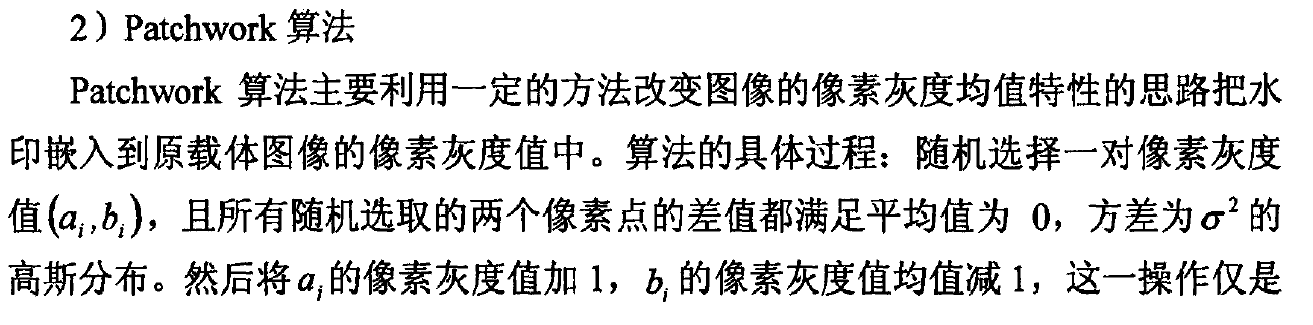 2）Patchwork 算法
Patchwork 算法主要利用一定的方法改变图像的像素灰度均值特性的思路把水
印嵌入到原载体图像的像素灰度值中。算法的具体过程：随机选择一对像素灰度
值(aᵢ,bᵢ)，且所有随机选取的两个像素点的差值都满足平均值为 0，方差为σ²的
高斯分布。然后将aᵢ的像素灰度值加 1，bᵢ的像素灰度值均值减 1，这一操作仅是